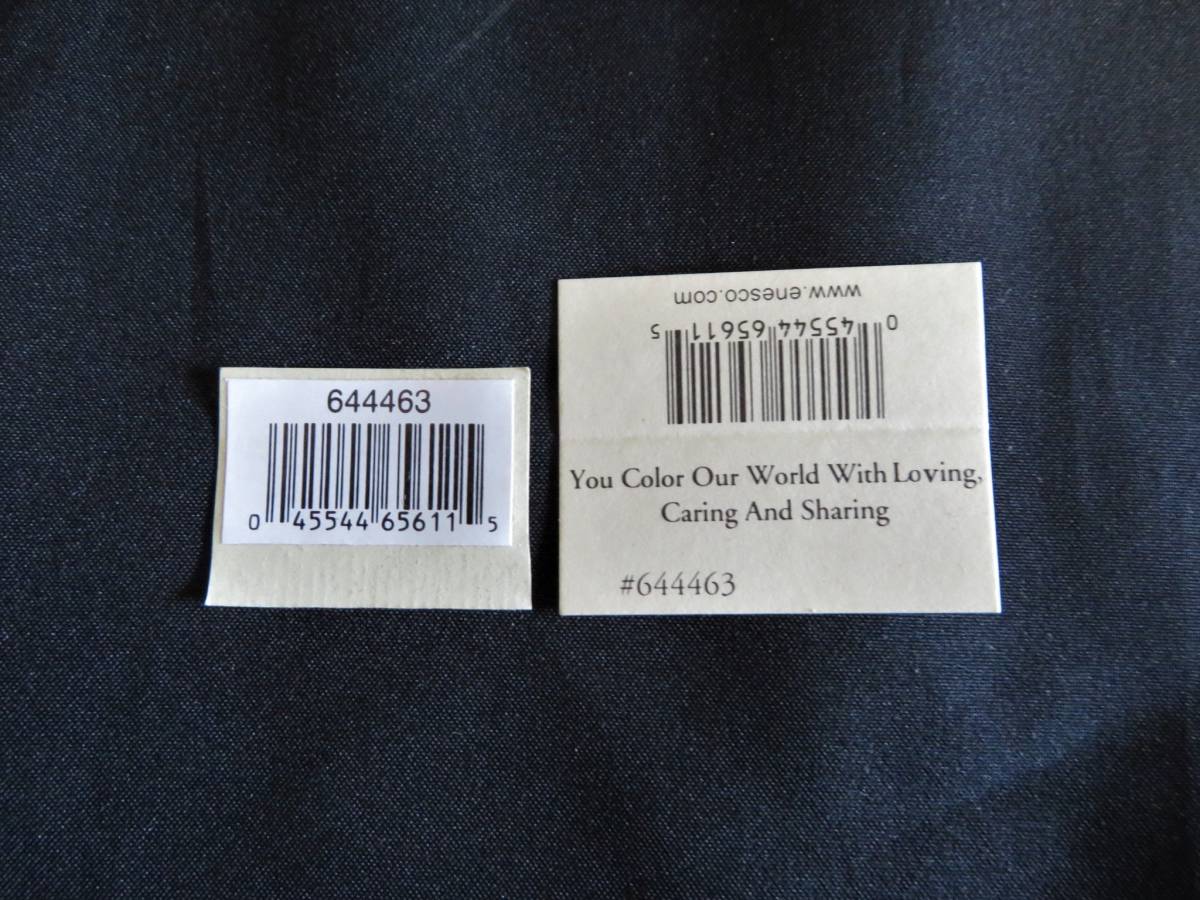 644463
0 45544 65611 5
www.enesco.com
0 45544 65611 5
You Color Our World With Loving,
Caring And Sharing
#644463